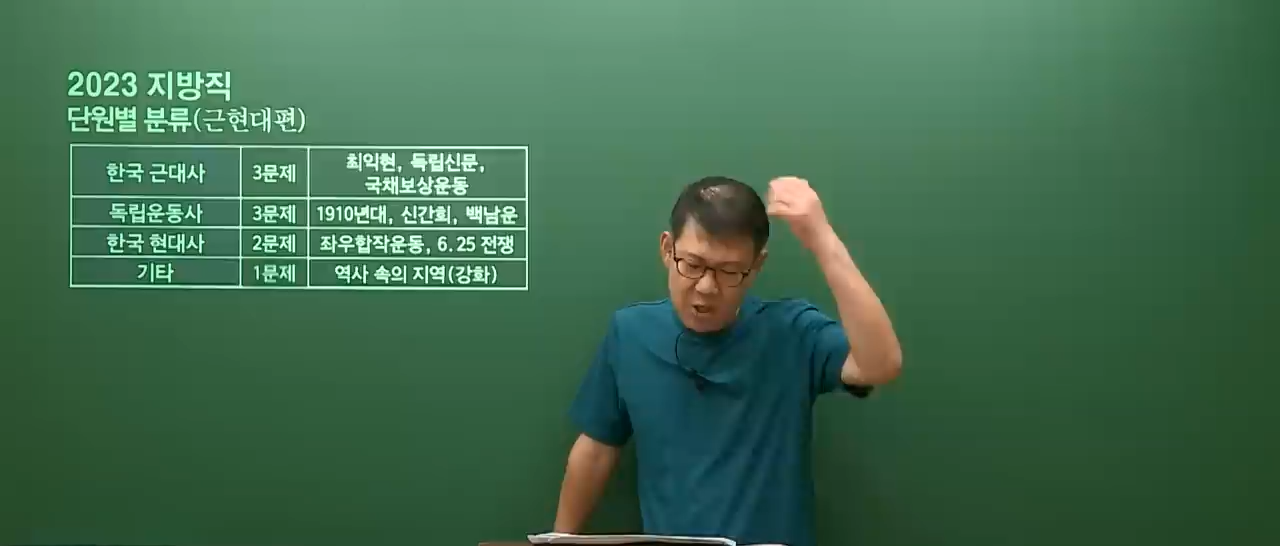 2023 지방직
단원별 분류(근현대편)
한국 근대사 3문제 최익현, 독립신문,
국채보상운동
독립운동사 3문제 1910년대, 신간회, 백남운
한국 현대사 2문제 좌우합작운동, 6.25 전쟁
기타 1문제 역사 속의 지역(강화)